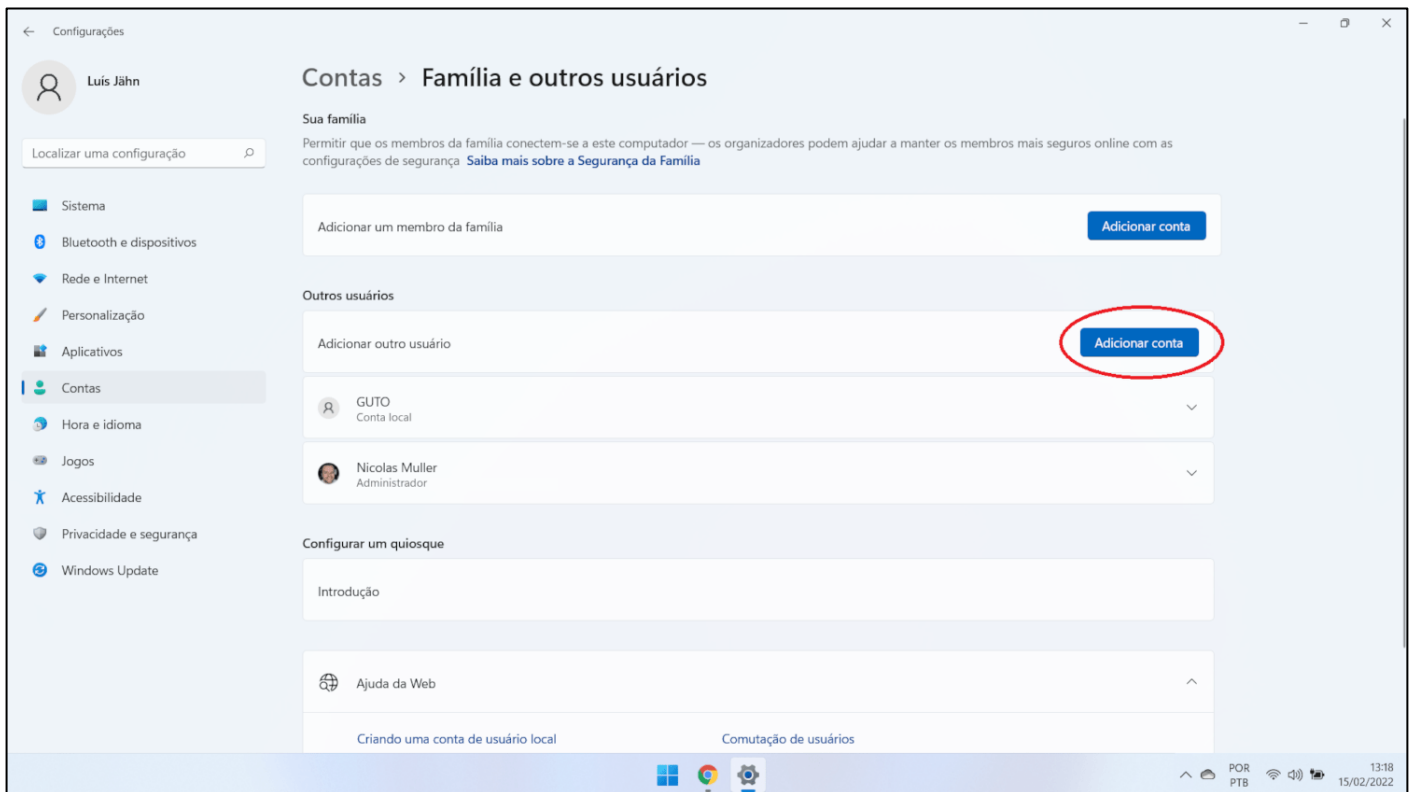 Configurações
Luís Jähn
Localizar uma configuração
Sistema
Bluetooth e dispositivos
Rede e Internet
Personalização
Aplicativos
Contas
Hora e idioma
Jogos
Acessibilidade
Privacidade e segurança
Windows Update
Contas > Família e outros usuários
Sua família
Permitir que os membros da família conectem-se a este computador — os organizadores podem ajudar a manter os membros mais seguros online com as
configurações de segurança Saiba mais sobre a Segurança da Família
Adicionar um membro da família
Adicionar conta
Outros usuários
Adicionar outro usuário
Adicionar conta
GUTO
Conta local
Nicolas Muller
Administrador
Configurar um quiosque
Introdução
Ajuda da Web
Criando uma conta de usuário local
Comutação de usuários
POR
PTB
13:18
15/02/2022